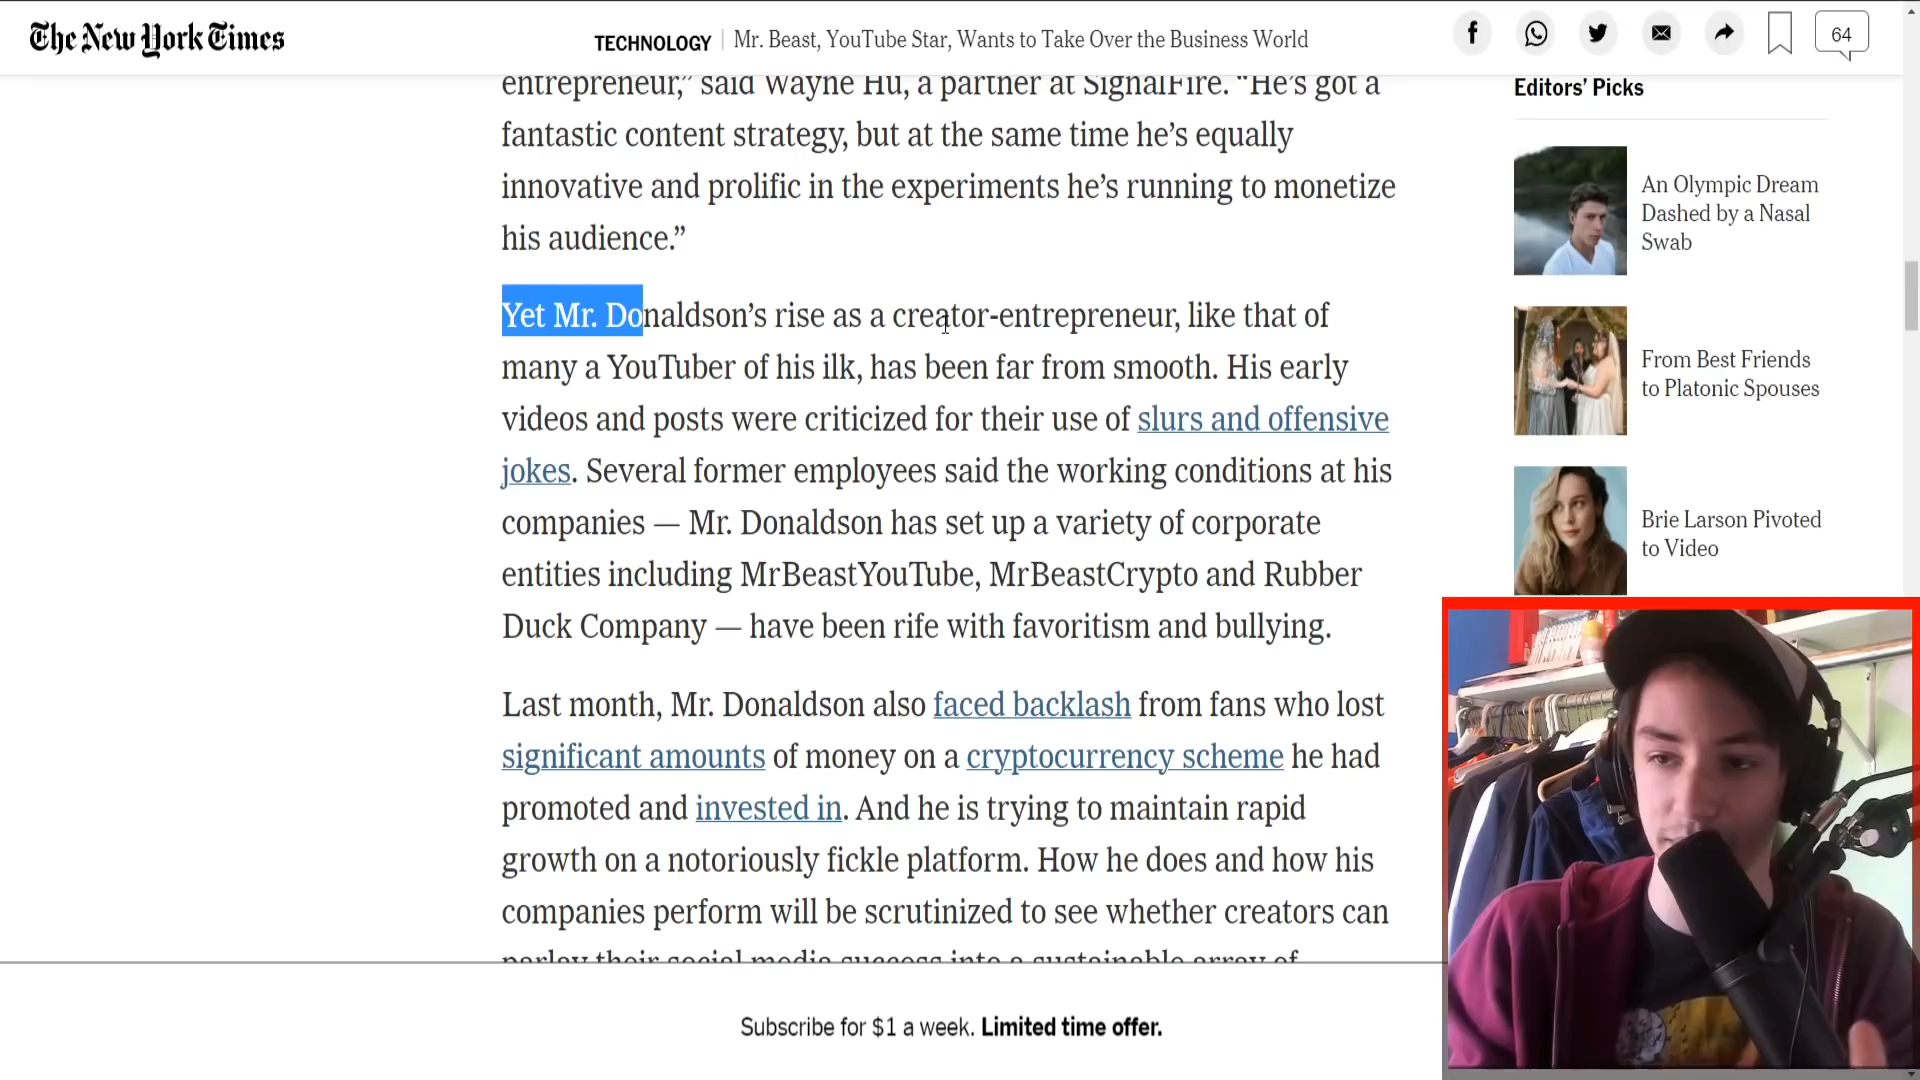 The New York Times
TECHNOLOGY | Mr. Beast, YouTube Star, Wants to Take Over the Business World
64
entrepreneur,” said Wayne Hu, a partner at SignalFire. “He’s got a
fantastic content strategy, but at the same time he’s equally
innovative and prolific in the experiments he’s running to monetize
his audience.”
Yet Mr. Donaldson’s rise as a creator-entrepreneur, like that of
many a YouTuber of his ilk, has been far from smooth. His early
videos and posts were criticized for their use of slurs and offensive
jokes. Several former employees said the working conditions at his
companies — Mr. Donaldson has set up a variety of corporate
entities including MrBeastYouTube, MrBeastCrypto and Rubber
Duck Company — have been rife with favoritism and bullying.
Last month, Mr. Donaldson also faced backlash from fans who lost
significant amounts of money on a cryptocurrency scheme he had
promoted and invested in. And he is trying to maintain rapid
growth on a notoriously fickle platform. How he does and how his
companies perform will be scrutinized to see whether creators can
parlay their social media success into a sustainable array of
Editors’ Picks
An Olympic Dream
Dashed by a Nasal
Swab
From Best Friends
to Platonic Spouses
Brie Larson Pivoted
to Video
Subscribe for $1 a week. Limited time offer.